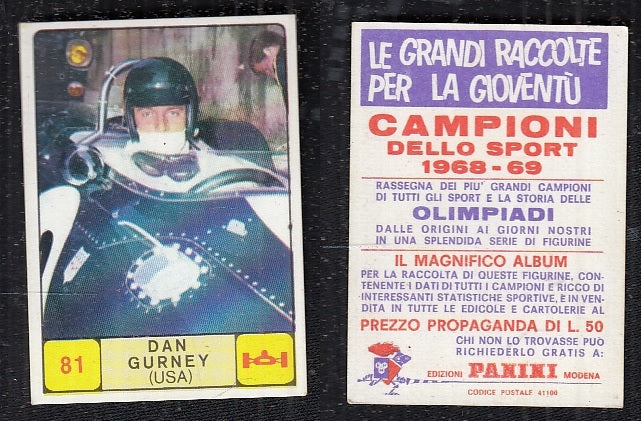 81
DAN
GURNEY
(USA)
LE GRANDI RACCOLTE
PER LA GIOVENTÙ
CAMPIONI
DELLO SPORT
1968-69
RASSEGNA DEI PIU' GRANDI CAMPIONI
DI TUTTI GLI SPORT E LA STORIA DELLE
OLIMPIADI
DALLE ORIGINI AI GIORNI NOSTRI
IN UNA SPLENDIDA SERIE DI FIGURINE
IL MAGNIFICO ALBUM
PER LA RACCOLTA DI QUESTE FIGURINE, CON-
TENENTE I DATI DI TUTTI I CAMPIONI E RICCO DI
INTERESSANTI STATISTICHE SPORTIVE, È IN VEN-
DITA IN TUTTE LE EDICOLE E CARTOLERIE AL
PREZZO PROPAGANDA DI L. 50
CHI NON LO TROVASSE PUÒ
RICHIEDERLO GRATIS A:
EDIZIONI PANINI MODENA
CODICE POSTALE 41100